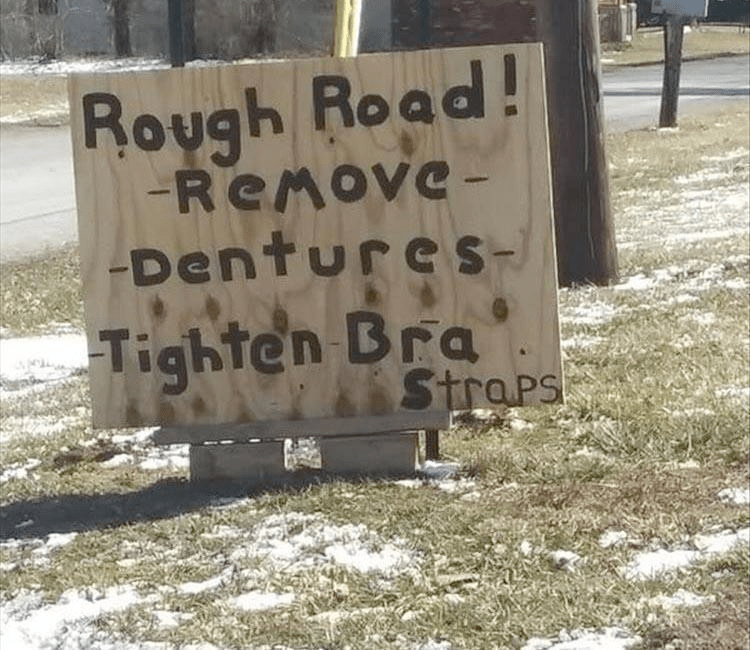 Rough Road!
-Remove-
-Dentures-
-Tighten-Bra
Straps